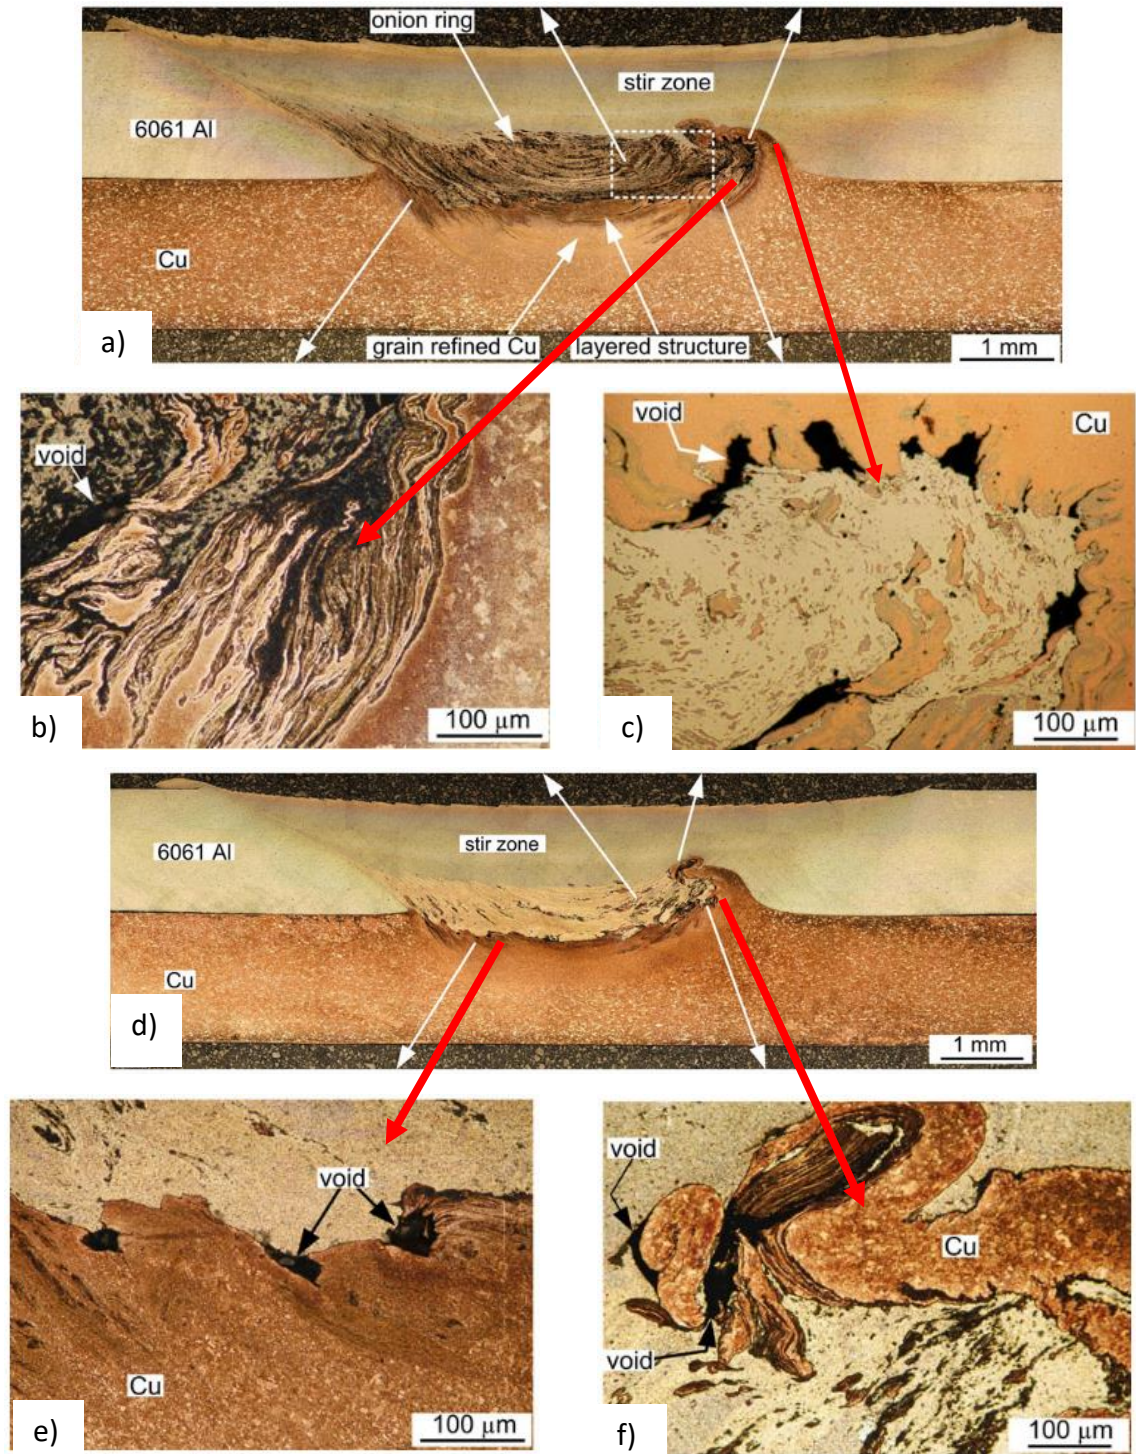 onion ring
stir zone
6061 Al
Cu
a)
grain refined Cu
layered structure
1 mm
void
b)
100 μm
void
Cu
c)
100 μm
6061 Al
stir zone
Cu
d)
1 mm
void
Cu
e)
100 μm
void
Cu
void
f)
100 μm